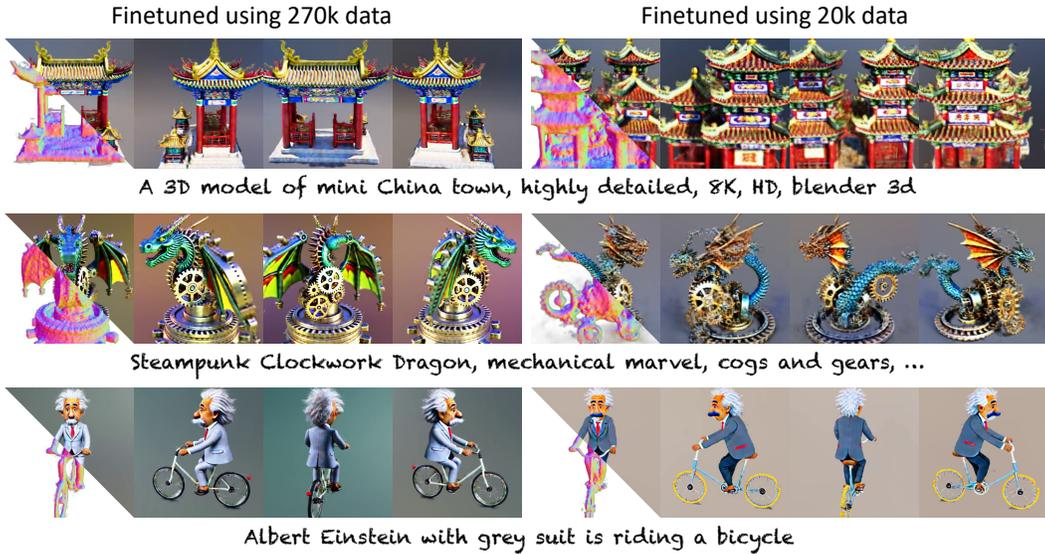 Finetuned using 270k data
Finetuned using 20k data
A 3D model of mini China town, highly detailed, 8K, HD, blender 3d
Steampunk Clockwork Dragon, mechanical marvel, cogs and gears, ...
Albert Einstein with grey suit is riding a bicycle